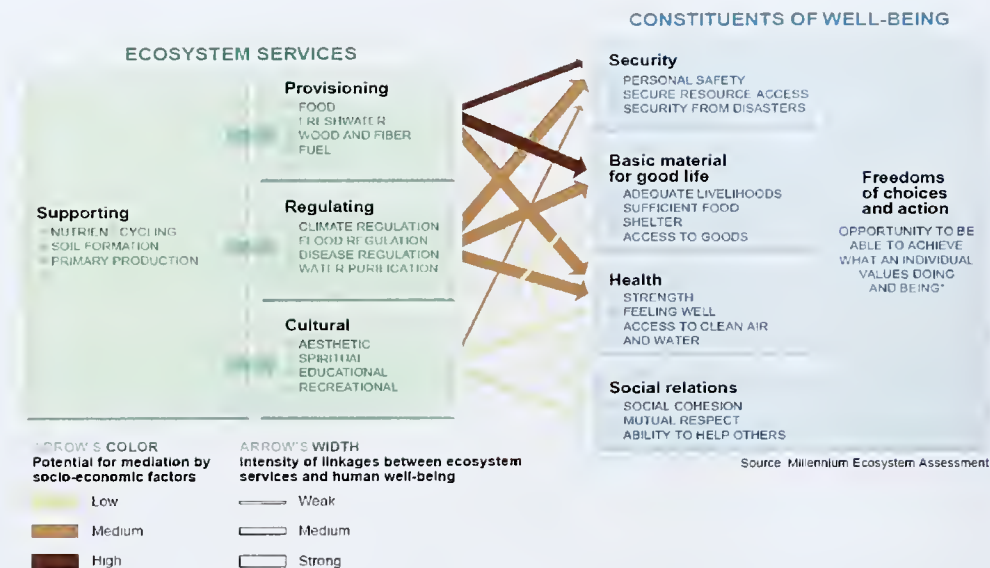 CONSTITUENTS OF WELL-BEING
ECOSYSTEM SERVICES
Supporting
NUTRIENT CYCLING
SOIL FORMATION
PRIMARY PRODUCTION
Provisioning
FOOD
FRESHWATER
WOOD AND FIBER
FUEL
Regulating
CLIMATE REGULATION
FLOOD REGULATION
DISEASE REGULATION
WATER PURIFICATION
Cultural
AESTHETIC
SPIRITUAL
EDUCATIONAL
RECREATIONAL
Security
PERSONAL SAFETY
SECURE RESOURCE ACCESS
SECURITY FROM DISASTERS
Basic material
for good life
ADEQUATE LIVELIHOODS
SUFFICIENT FOOD
SHELTER
ACCESS TO GOODS
Health
STRENGTH
FEELING WELL
ACCESS TO CLEAN AIR
AND WATER
Social relations
SOCIAL COHESION
MUTUAL RESPECT
ABILITY TO HELP OTHERS
Freedoms
of choices
and action
OPPORTUNITY TO BE
ABLE TO ACHIEVE
WHAT AN INDIVIDUAL
VALUES DOING
AND BEING"
Source: Millennium Ecosystem Assessment
ARROW'S COLOR
Potential for mediation by
socio-economic factors
Low
Medium
High
ARROW'S WIDTH
Intensity of linkages between ecosystem
services and human well-being
Weak
Medium
Strong